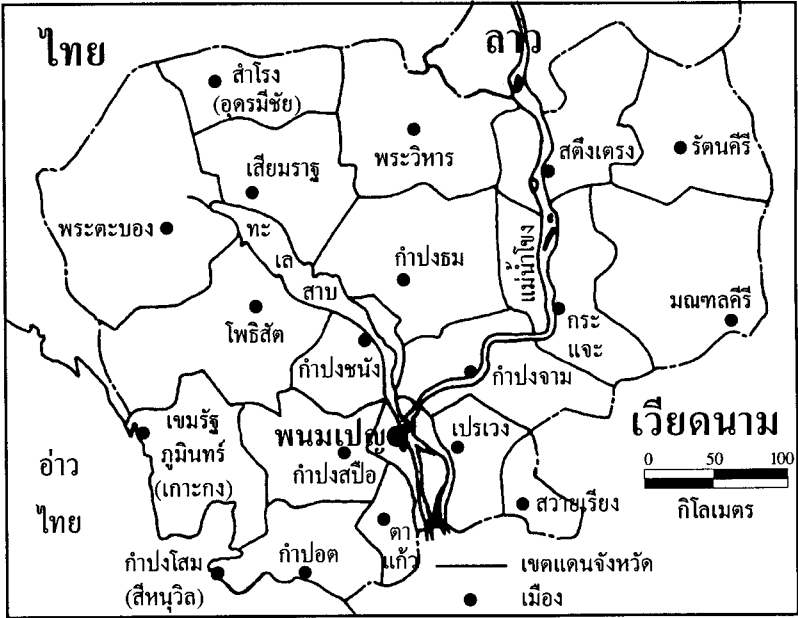 ไทย
ลาว
สำโรง
(อุดรมีชัย)
พระวิหาร
สตึงเตรง
รัตนคีรี
เสียมราฐ
พระตะบอง
ทะ
เล
สาบ
กำปงธม
แม่น้ำโขง
มณฑลคีรี
โพธิสัต
กำปงชนัง
กระ
แจะ
กำปงจาม
เขมรัฐ
ภูมินทร์
(เกาะกง)
พนมเปญ
กำปงสปือ
เปรเวง
เวียดนาม
0 50 100
กิโลเมตร
อ่าว
ไทย
สวายเรียง
ตา
แก้ว
กำปงโสม
(สีหนุวิล)
กำปอต
เขตแดนจังหวัด
เมือง